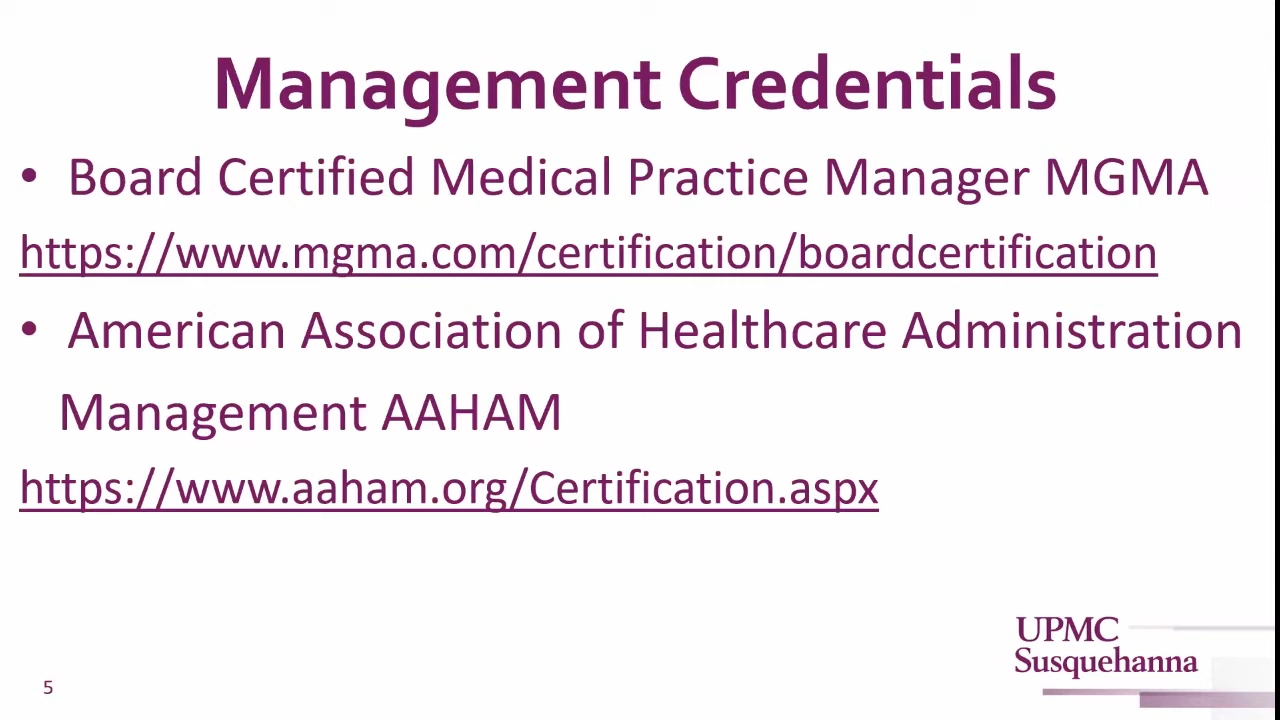 Management Credentials
• Board Certified Medical Practice Manager MGMA
https://www.mgma.com/certification/boardcertification
• American Association of Healthcare Administration
Management AAHAM
https://www.aaham.org/Certification.aspx
UPMC
Susquehanna
5